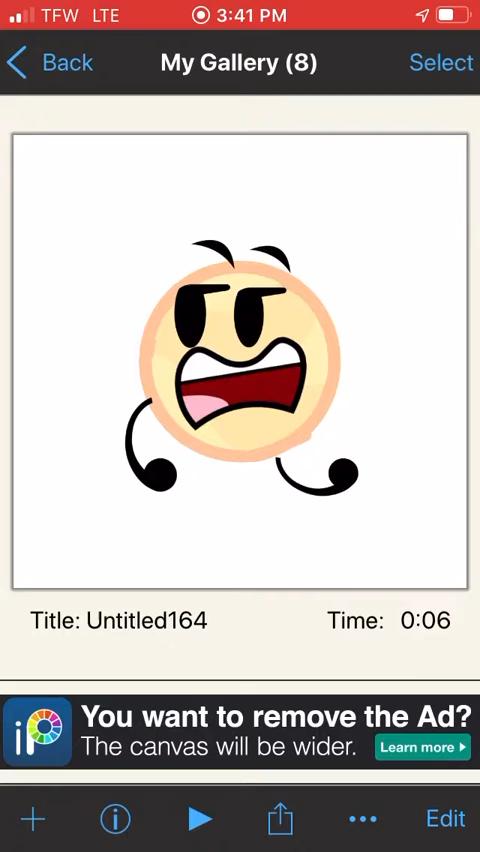 TFW LTE 3:41 PM
Back My Gallery (8) Select
Title: Untitled164 Time: 0:06
iP You want to remove the Ad?
The canvas will be wider. Learn more
Edit